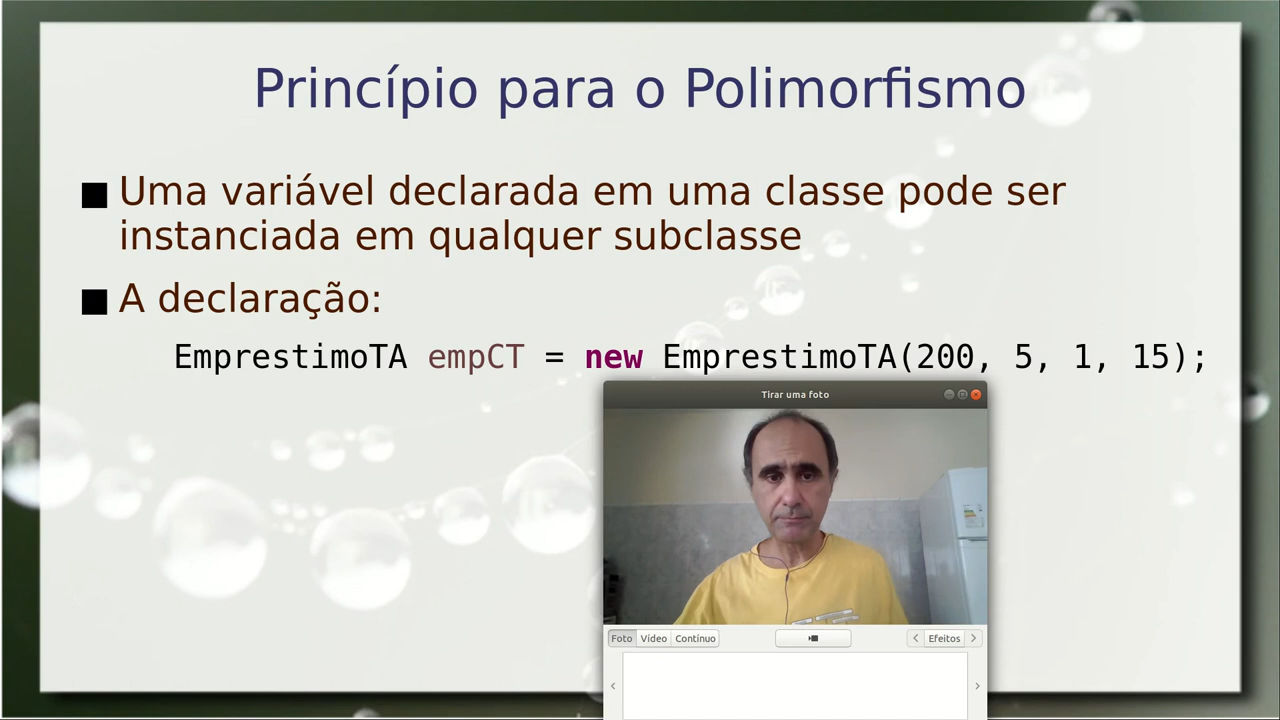 Princípio para o Polimorfismo
Uma variável declarada em uma classe pode ser
instanciada em qualquer subclasse
A declaração:
EmprestimoTA empCT = new EmprestimoTA(200, 5, 1, 15);
Tirar uma foto
Foto Vídeo Contínuo Efeitos